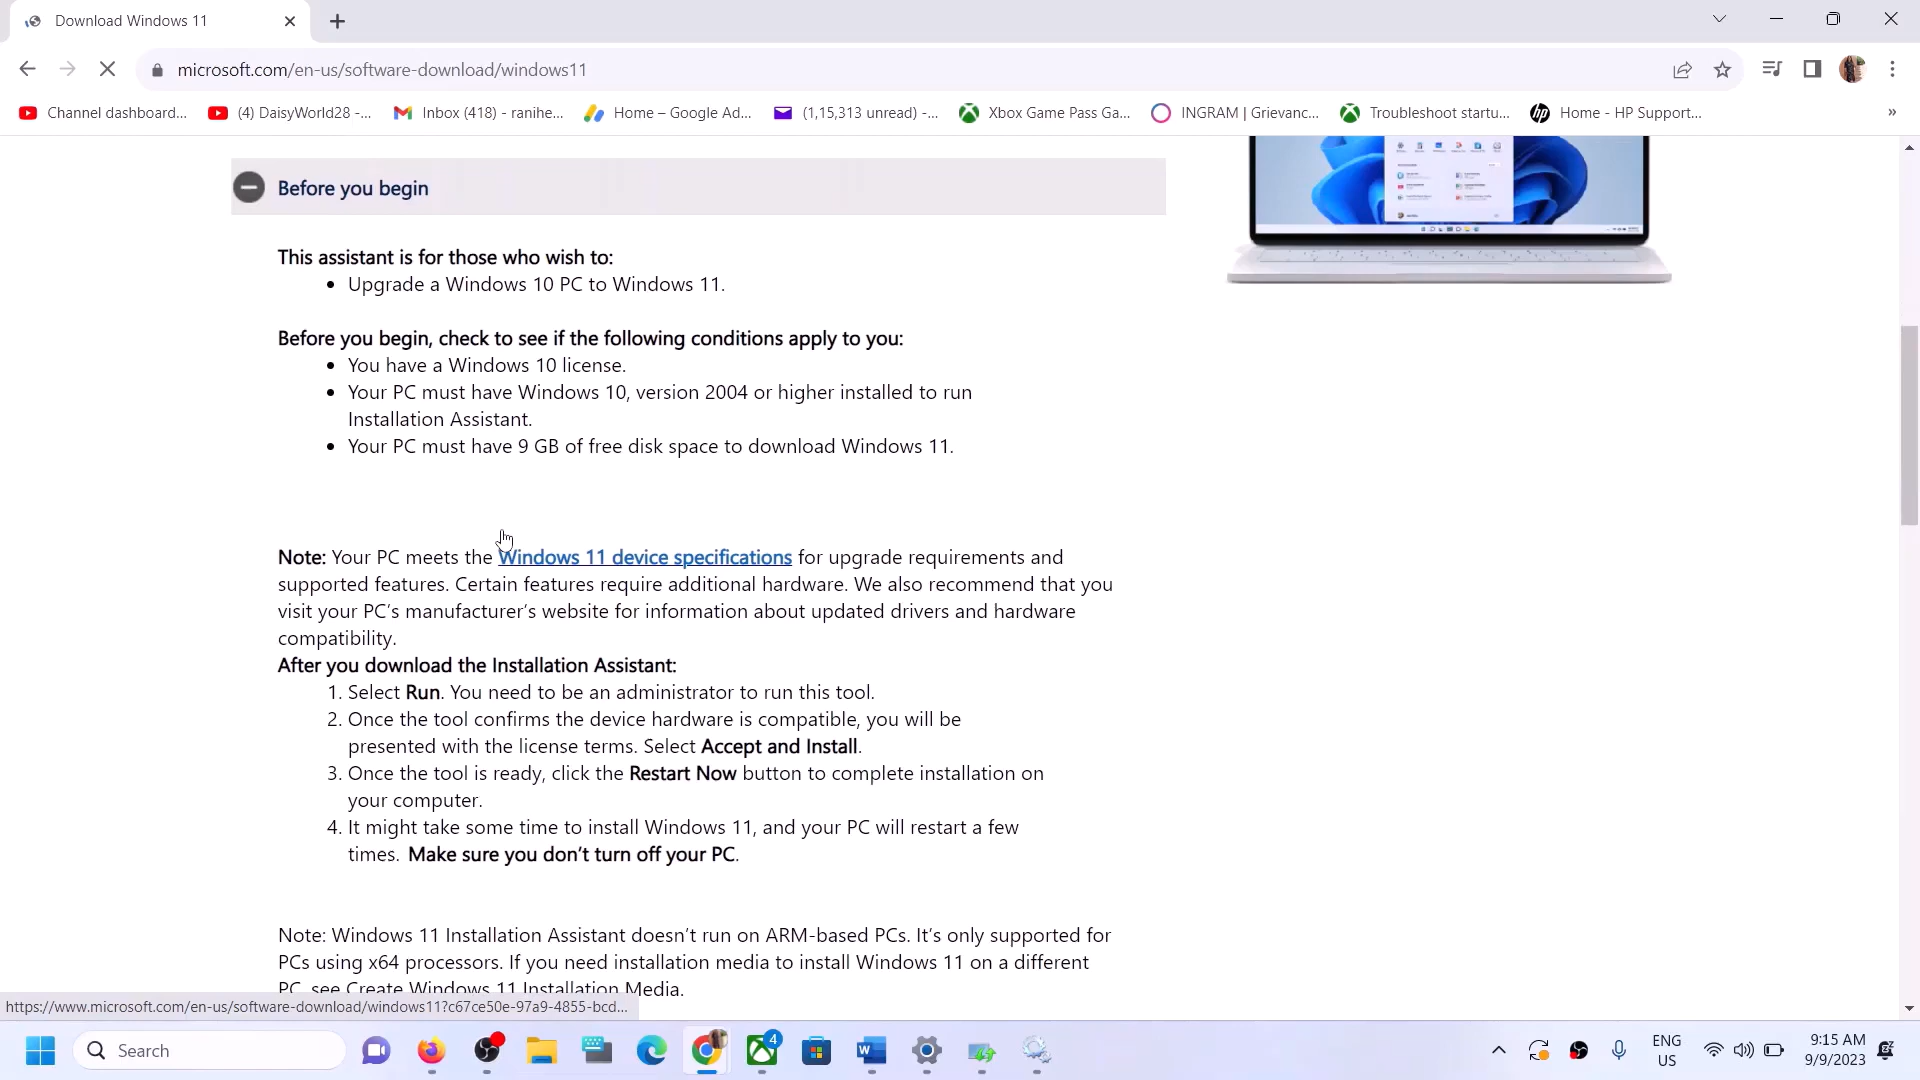 Download Windows 11
microsoft.com/en-us/software-download/windows11
Channel dashboard...
(4) DaisyWorld28 -...
Inbox (418) - ranihe...
Home – Google Ad...
(1,15,313 unread) -...
Xbox Game Pass Ga...
INGRAM | Grievanc...
Troubleshoot startu...
Home - HP Support...
»
Before you begin
This assistant is for those who wish to:
• Upgrade a Windows 10 PC to Windows 11.
Before you begin, check to see if the following conditions apply to you:
• You have a Windows 10 license.
• Your PC must have Windows 10, version 2004 or higher installed to run
Installation Assistant.
• Your PC must have 9 GB of free disk space to download Windows 11.
Note: Your PC meets the Windows 11 device specifications for upgrade requirements and
supported features. Certain features require additional hardware. We also recommend that you
visit your PC's manufacturer's website for information about updated drivers and hardware
compatibility.
After you download the Installation Assistant:
1. Select Run. You need to be an administrator to run this tool.
2. Once the tool confirms the device hardware is compatible, you will be
presented with the license terms. Select Accept and Install.
3. Once the tool is ready, click the Restart Now button to complete installation on
your computer.
4. It might take some time to install Windows 11, and your PC will restart a few
times. Make sure you don't turn off your PC.
Note: Windows 11 Installation Assistant doesn't run on ARM-based PCs. It's only supported for
PCs using x64 processors. If you need installation media to install Windows 11 on a different
PC, see Create Windows 11 Installation Media.
https://www.microsoft.com/en-us/software-download/windows11?c67ce50e-97a9-4855-bcd...
Search
4
ENG
US
9:15 AM
9/9/2023